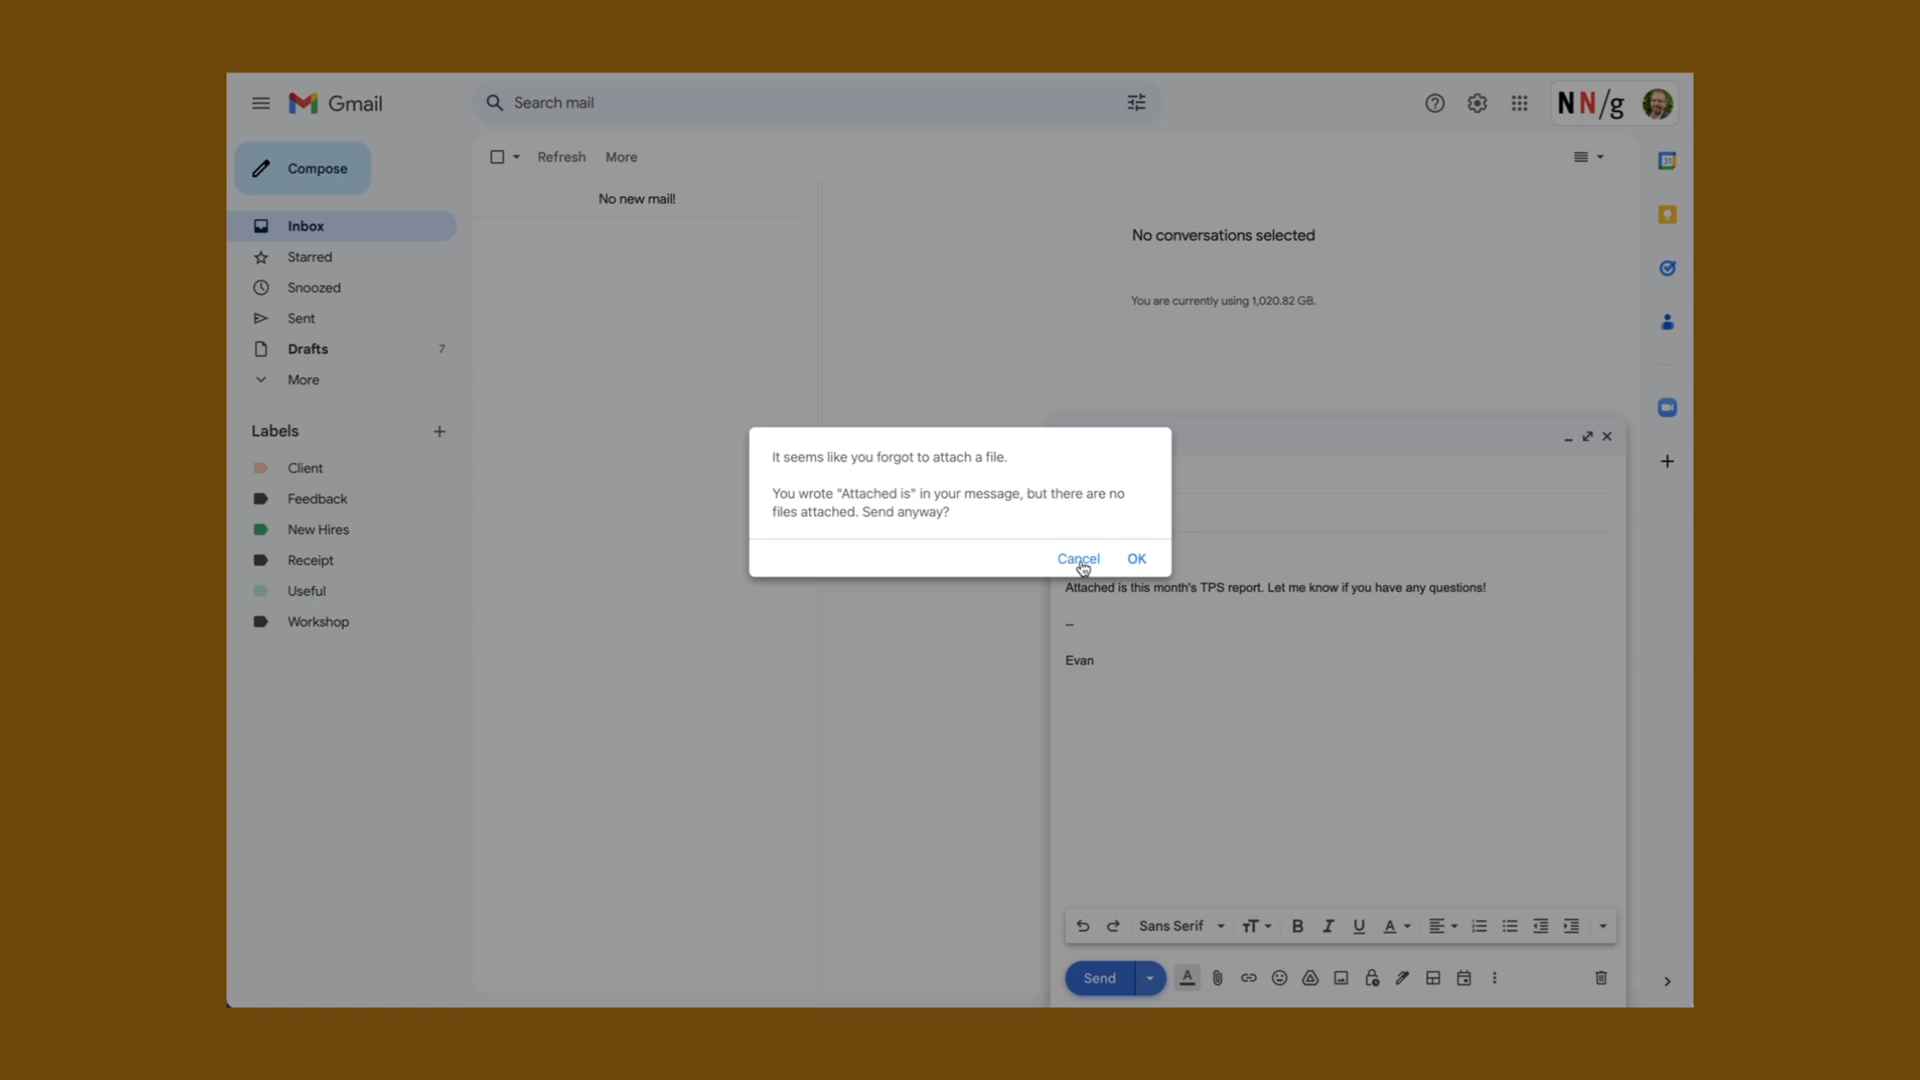 Gmail
Search mail
NN/g
Compose
Refresh More
No new mail!
Inbox
Starred
Snoozed
Sent
Drafts 7
More
No conversations selected
You are currently using 1,020.82 GB.
Labels
Client
Feedback
New Hires
Receipt
Useful
Workshop
It seems like you forgot to attach a file.
You wrote "Attached is" in your message, but there are no
files attached. Send anyway?
Cancel OK
Attached is this month's TPS report. Let me know if you have any questions!
--
Evan
Sans Serif
Send